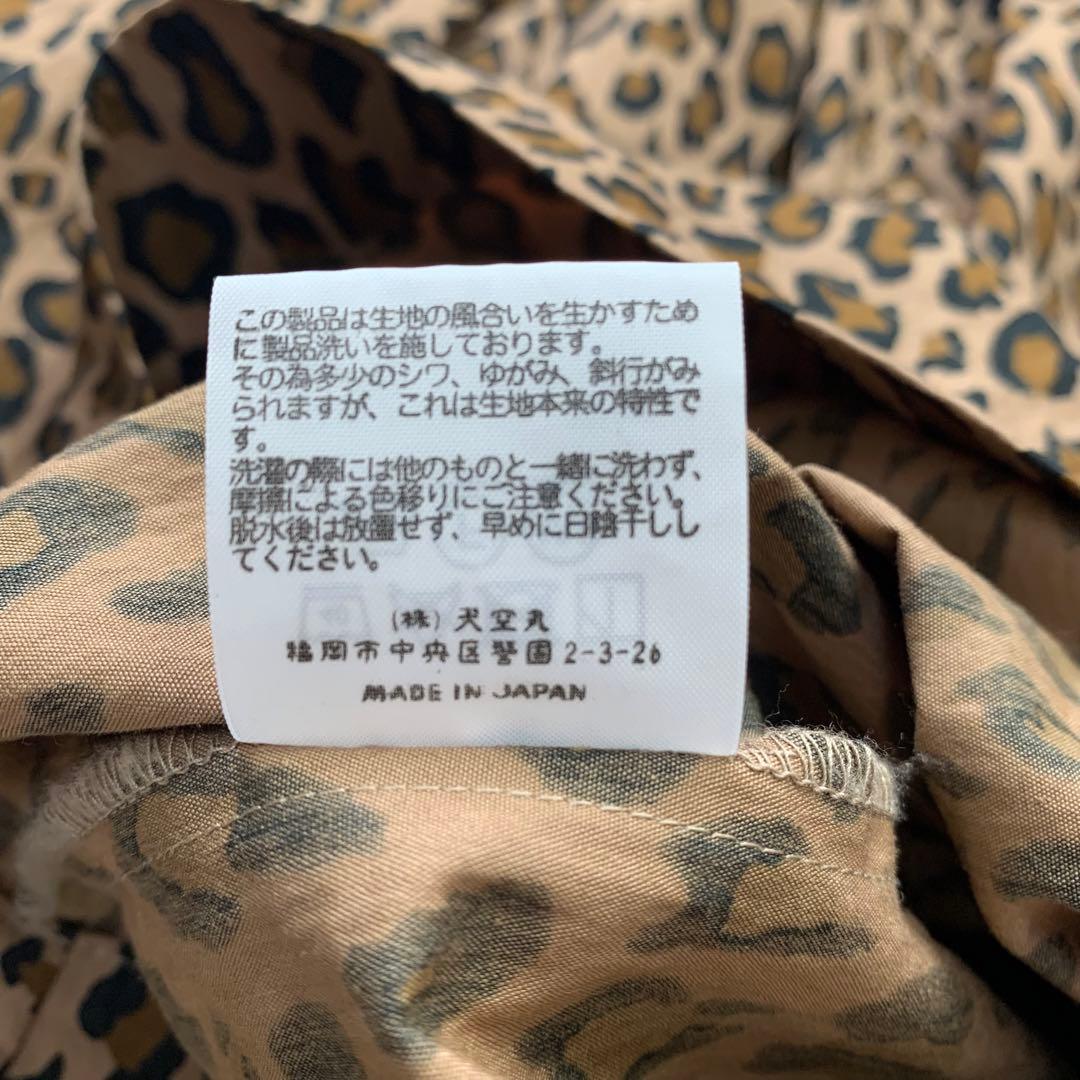 この製品は生地の風合いを生かすため
に製品洗いを施しております。
その為多少のシワ、ゆがみ、斜行がみ
られますが、これは生地本来の特性で
す。
洗濯の際には他のものと一緒に洗わず、
摩擦による色移りにご注意ください。
脱水後は放置せず、早めに日陰干しし
てください。
(株)犬空丸
福岡市中央区警固2-3-26
MADE IN JAPAN